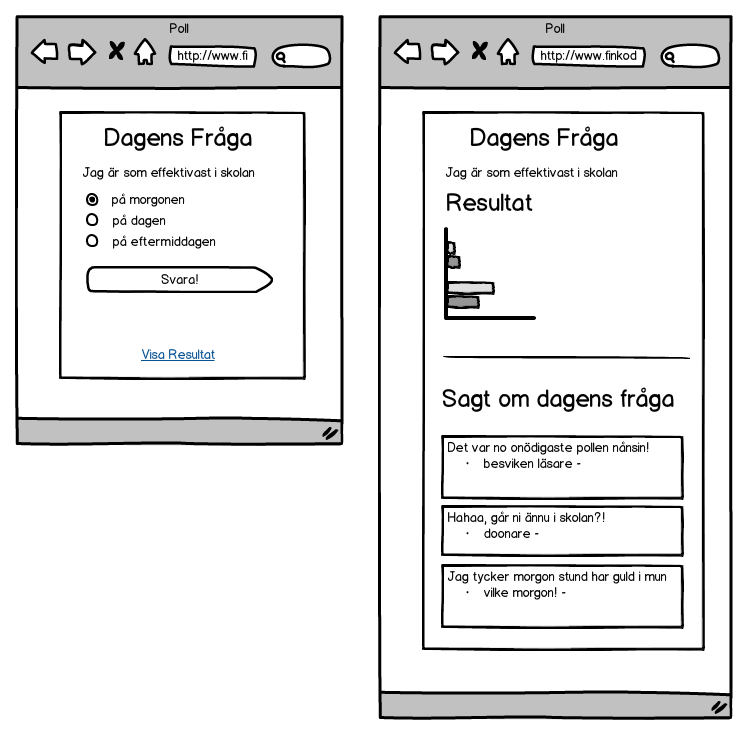 Poll
http://www.fi
Dagens Fråga
Jag är som effektivast i skolan
på morgonen
på dagen
på eftermiddagen
Svara!
Visa Resultat
Poll
http://www.finkod
Dagens Fråga
Jag är som effektivast i skolan
Resultat
Sagt om dagens fråga
Det var no onödigaste pollen nånsin!
· besviken läsare -
Hahaa, går ni ännu i skolan?!
· doonare -
Jag tycker morgon stund har guld i mun
· vilke morgon! -